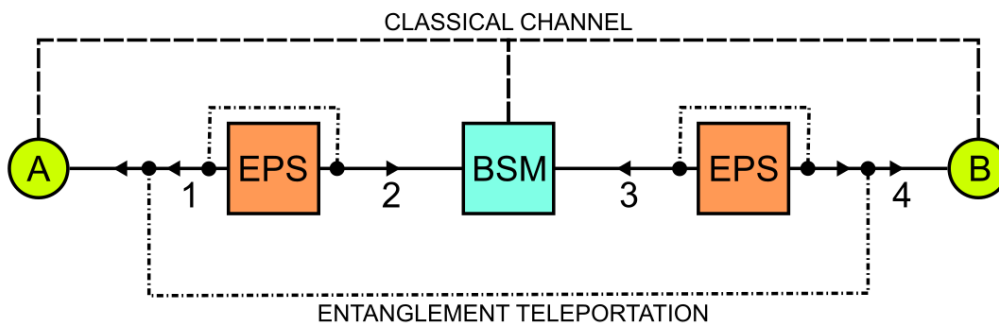 CLASSICAL CHANNEL
A EPS BSM EPS B
1 2 3 4
ENTANGLEMENT TELEPORTATION